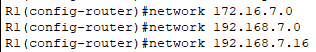 R1(config-router)#network 172.16.7.0
R1(config-router)#network 192.168.7.0
R1(config-router)#network 192.168.7.16